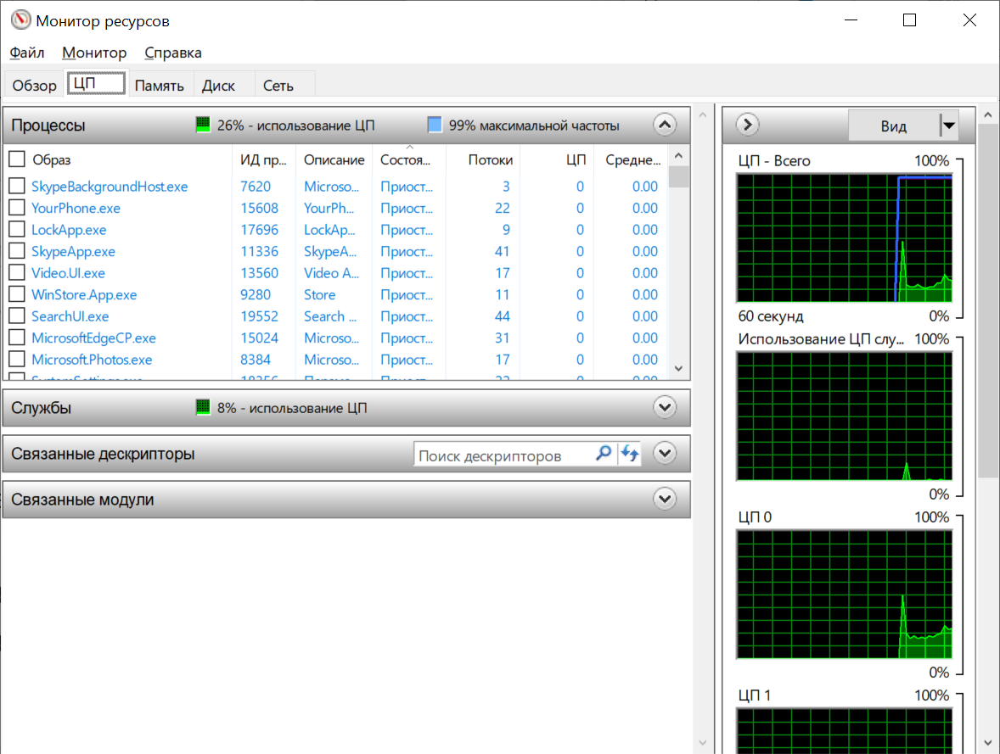 Монитор ресурсов
Файл Монитор Справка
Обзор ЦП Память Диск Сеть
Процессы 26% - использование ЦП 99% максимальной частоты
Образ ИД пр... Описание Состоя... Потоки ЦП Средне...
SkypeBackgroundHost.exe 7620 Microso... Приост... 3 0 0.00
YourPhone.exe 15608 YourPh... Приост... 22 0 0.00
LockApp.exe 17696 LockAp... Приост... 9 0 0.00
SkypeApp.exe 11336 SkypeA... Приост... 41 0 0.00
Video.UI.exe 13560 Video A... Приост... 17 0 0.00
WinStore.App.exe 9280 Store Приост... 11 0 0.00
SearchUI.exe 19552 Search ... Приост... 44 0 0.00
MicrosoftEdgeCP.exe 15024 Microso... Приост... 31 0 0.00
Microsoft.Photos.exe 8384 Microso... Приост... 17 0 0.00
Службы 8% - использование ЦП
Связанные дескрипторы Поиск дескрипторов
Связанные модули
Вид
ЦП - Всего 100%
60 секунд 0%
Использование ЦП слу... 100%
0%
ЦП 0 100%
0%
ЦП 1 100%